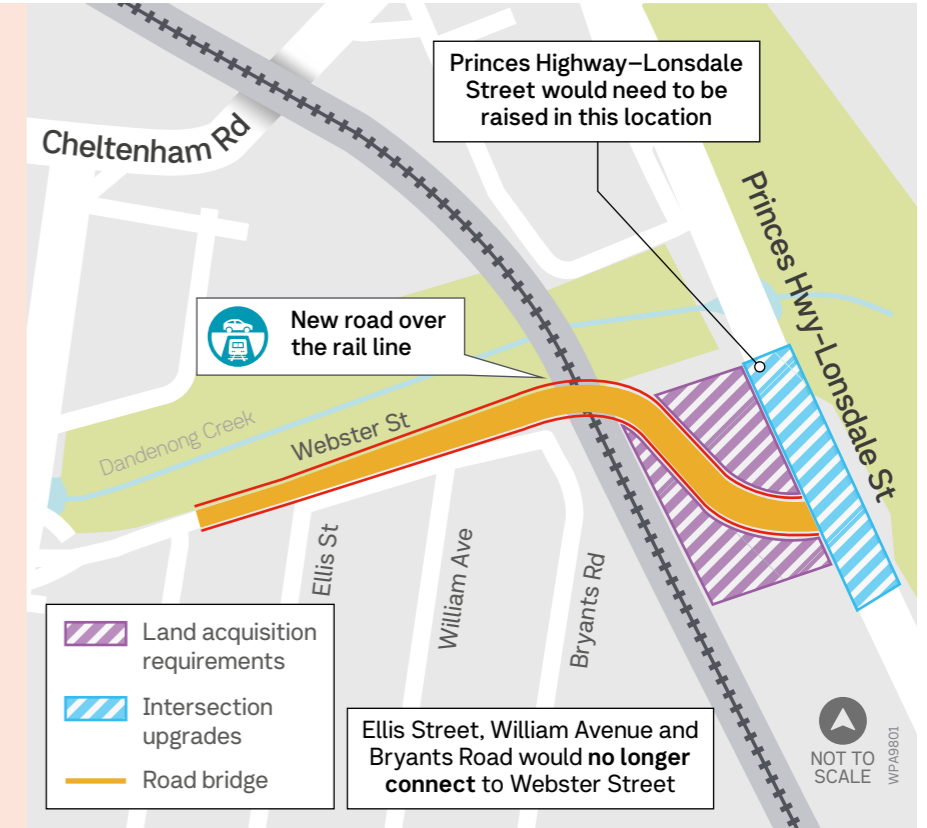 Princes Highway–Lonsdale
Street would need to be
raised in this location
Cheltenham Rd
Princes Hwy–Lonsdale St
New road over
the rail line
Dandenong Creek
Webster St
Ellis St
William Ave
Bryants Rd
Land acquisition
requirements
Intersection
upgrades
Road bridge
Ellis Street, William Avenue and
Bryants Road would no longer
connect to Webster Street
NOT TO
SCALE
WPA9801